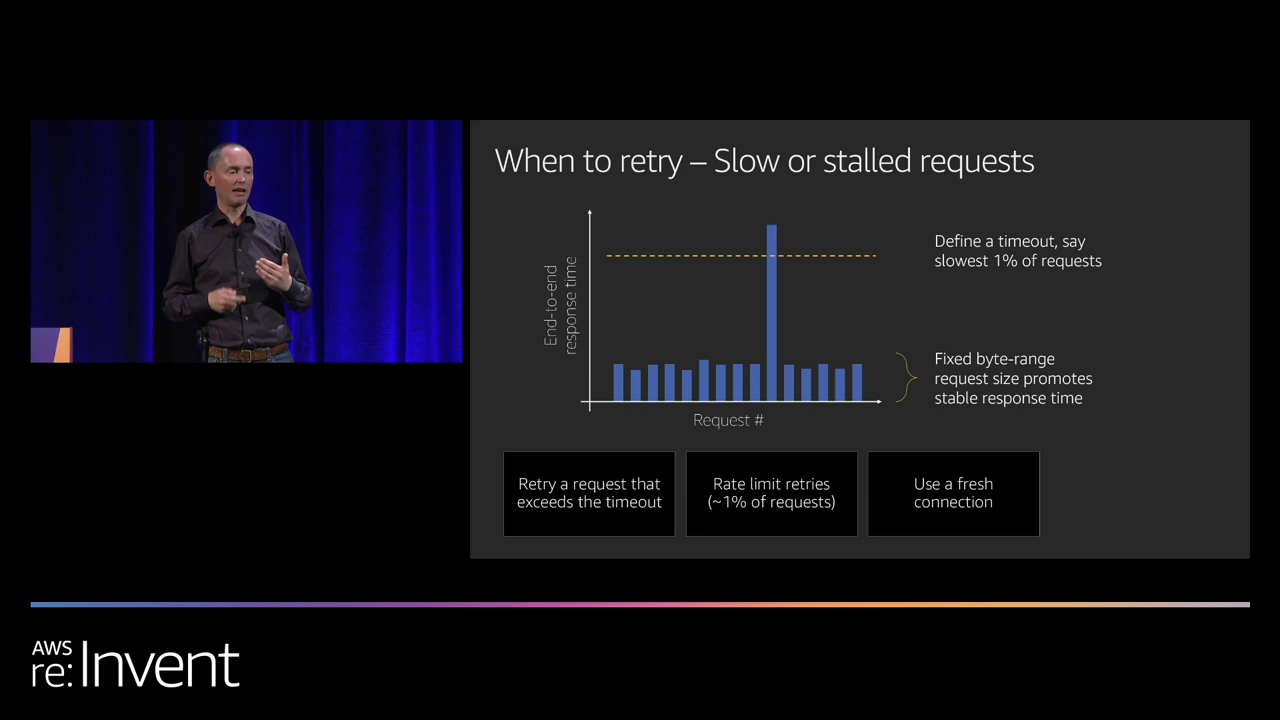 When to retry – Slow or stalled requests
End-to-end
response time
Request #
Define a timeout, say
slowest 1% of requests
Fixed byte-range
request size promotes
stable response time
Retry a request that
exceeds the timeout
Rate limit retries
(~1% of requests)
Use a fresh
connection
AWS
re:Invent